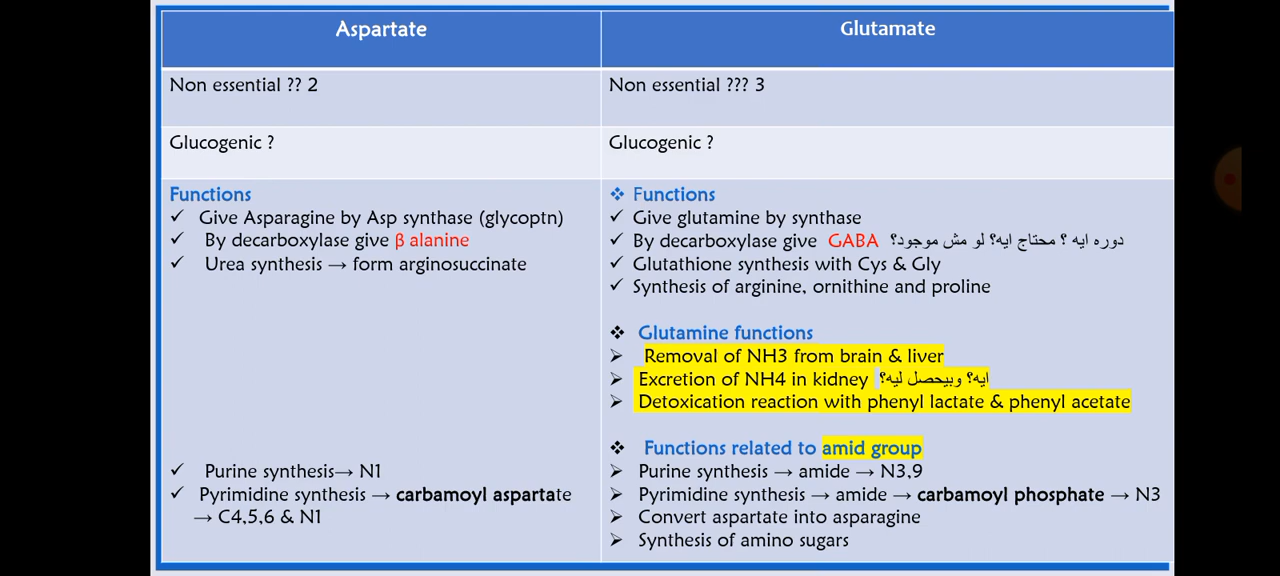 Aspartate
Glutamate
Non essential ?? 2
Non essential ??? 3
Glucogenic ?
Glucogenic ?
Functions
✓ Give Asparagine by Asp synthase (glycoptn)
✓ By decarboxylase give β alanine
✓ Urea synthesis → form arginosuccinate
✓ Purine synthesis→ N1
✓ Pyrimidine synthesis → carbamoyl aspartate
→ C4,5,6 & N1
❖ Functions
✓ Give glutamine by synthase
✓ By decarboxylase give GABA دوره ايه ؟ محتاج ايه؟ لو مش موجود؟
✓ Glutathione synthesis with Cys & Gly
✓ Synthesis of arginine, ornithine and proline
❖ Glutamine functions
➢ Removal of NH3 from brain & liver
➢ Excretion of NH4 in kidney ايه؟ وبيحصل ليه؟
➢ Detoxication reaction with phenyl lactate & phenyl acetate
❖ Functions related to amid group
➢ Purine synthesis → amide → N3,9
➢ Pyrimidine synthesis → amide → carbamoyl phosphate → N3
➢ Convert aspartate into asparagine
➢ Synthesis of amino sugars